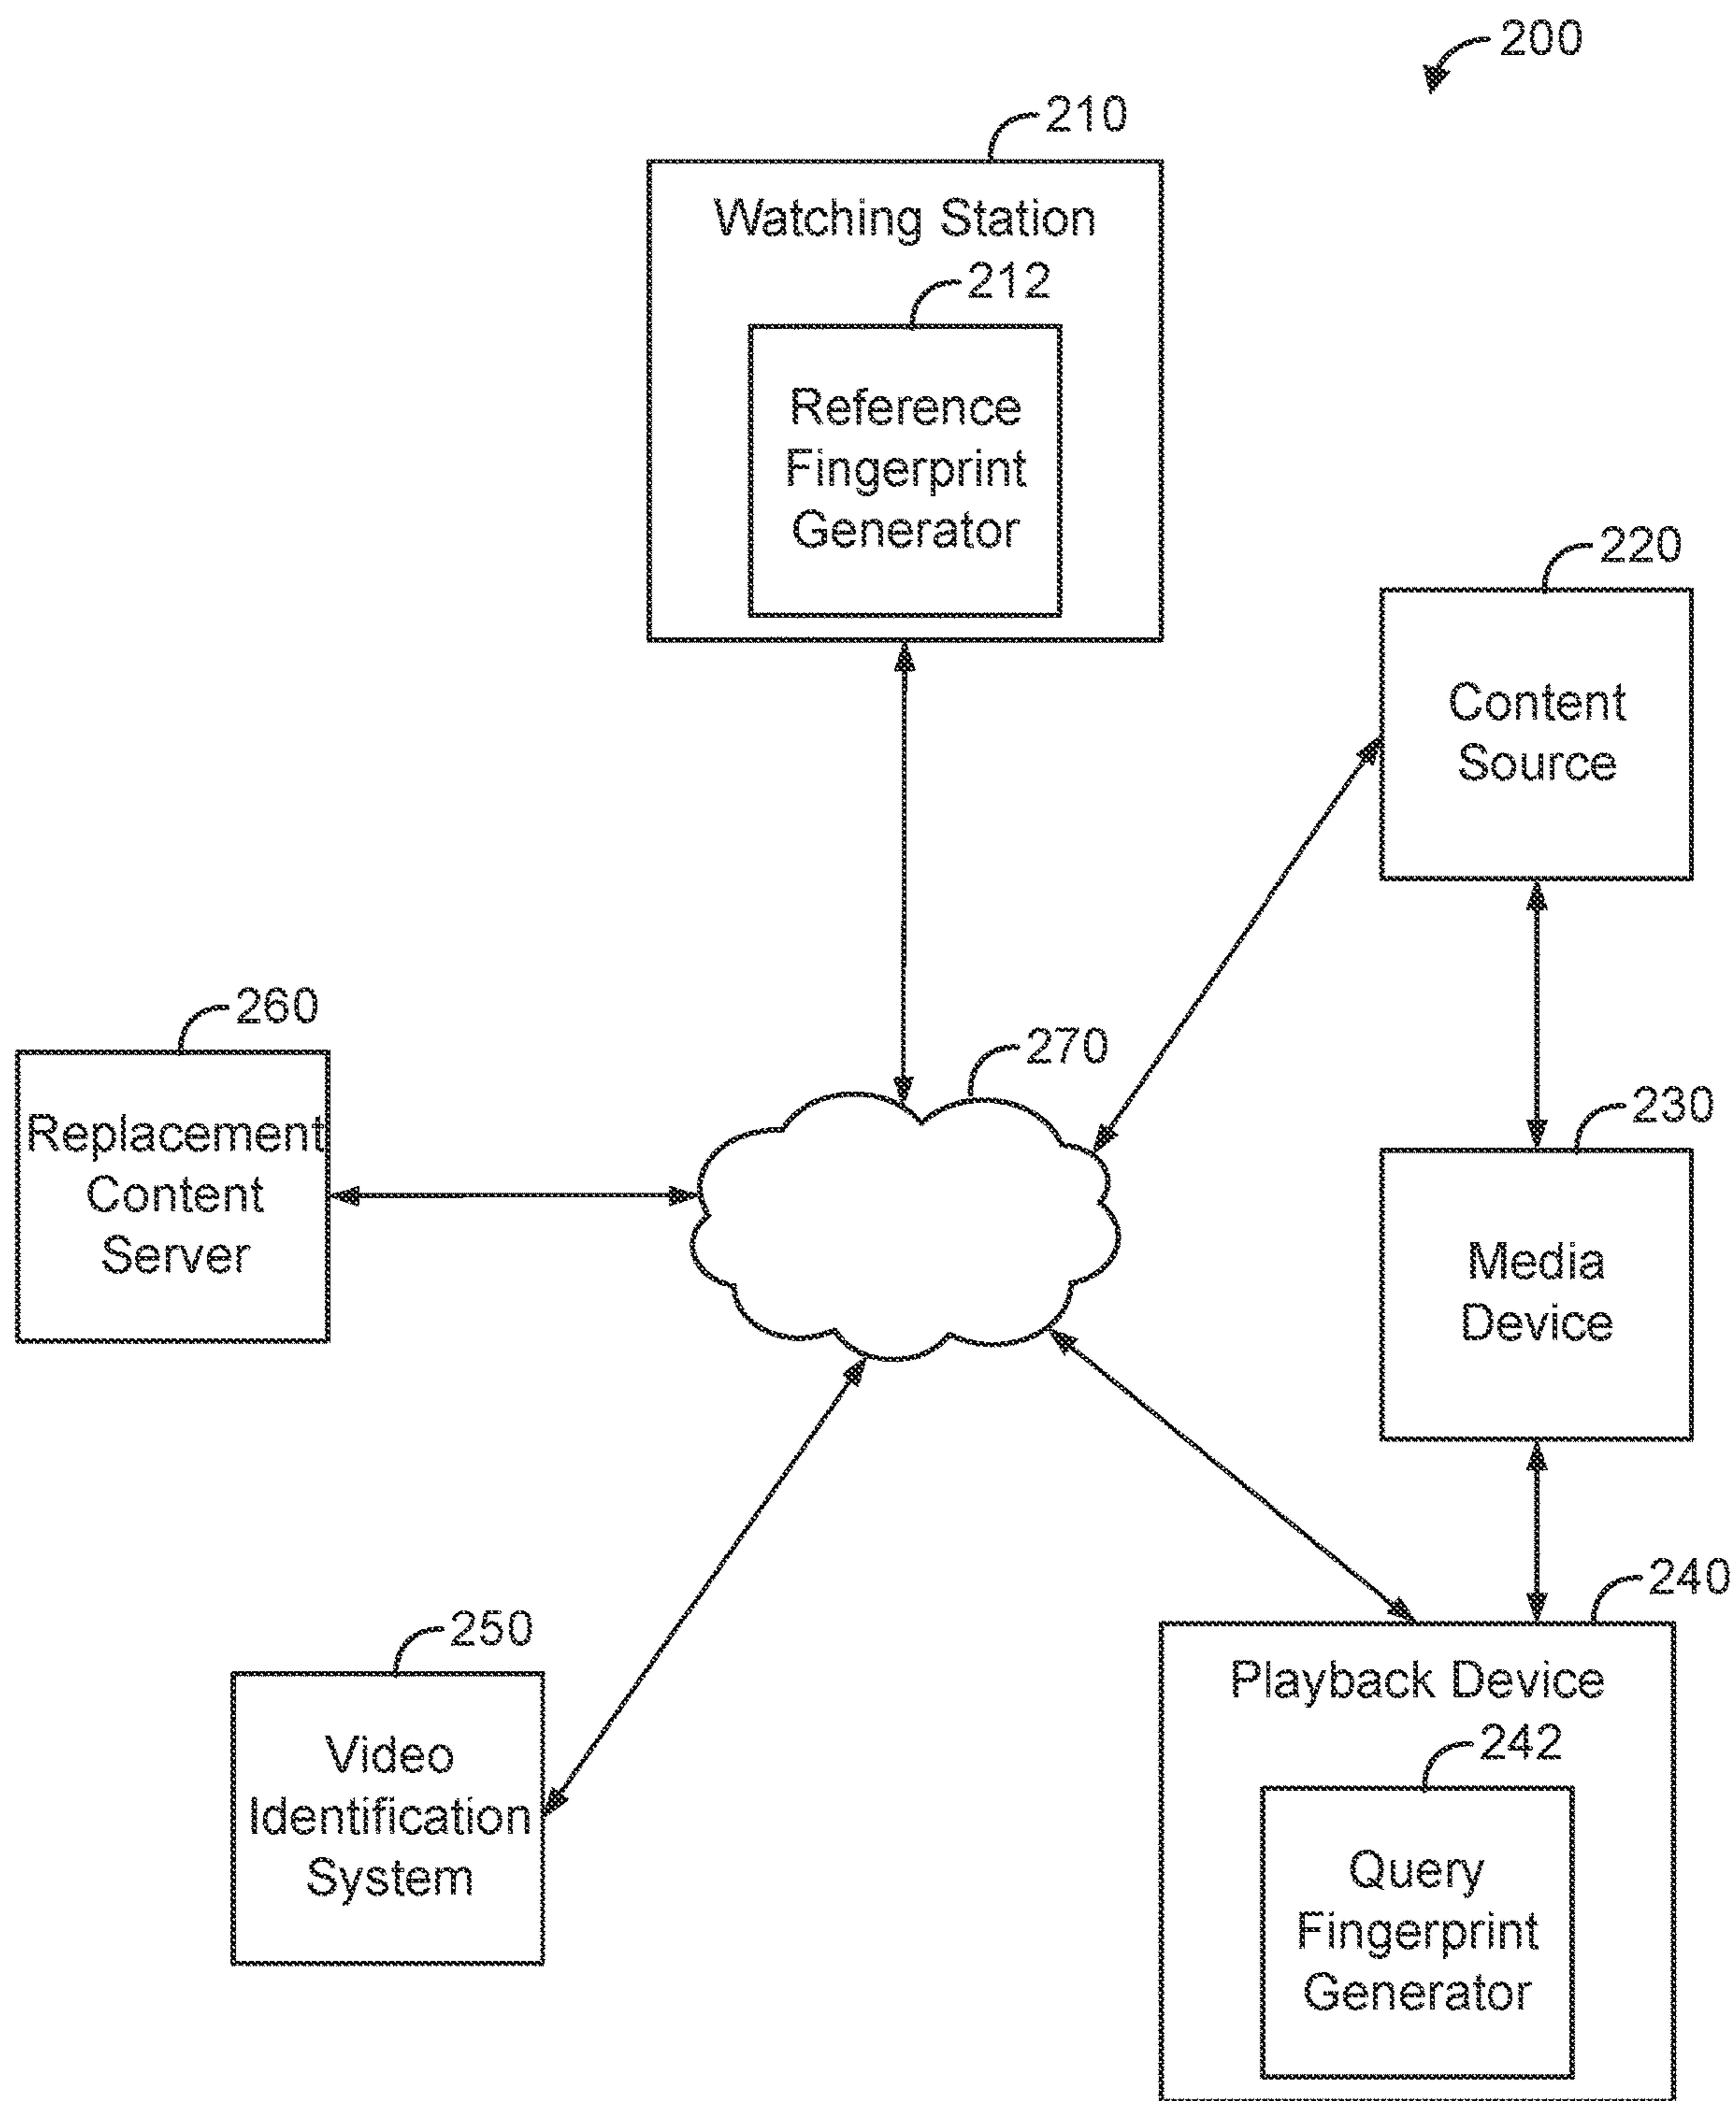 200
210
Watching Station
212
Reference
Fingerprint
Generator
220
Content
Source
260
Replacement
Content
Server
270
230
Media
Device
250
Video
Identification
System
240
Playback Device
242
Query
Fingerprint
Generator